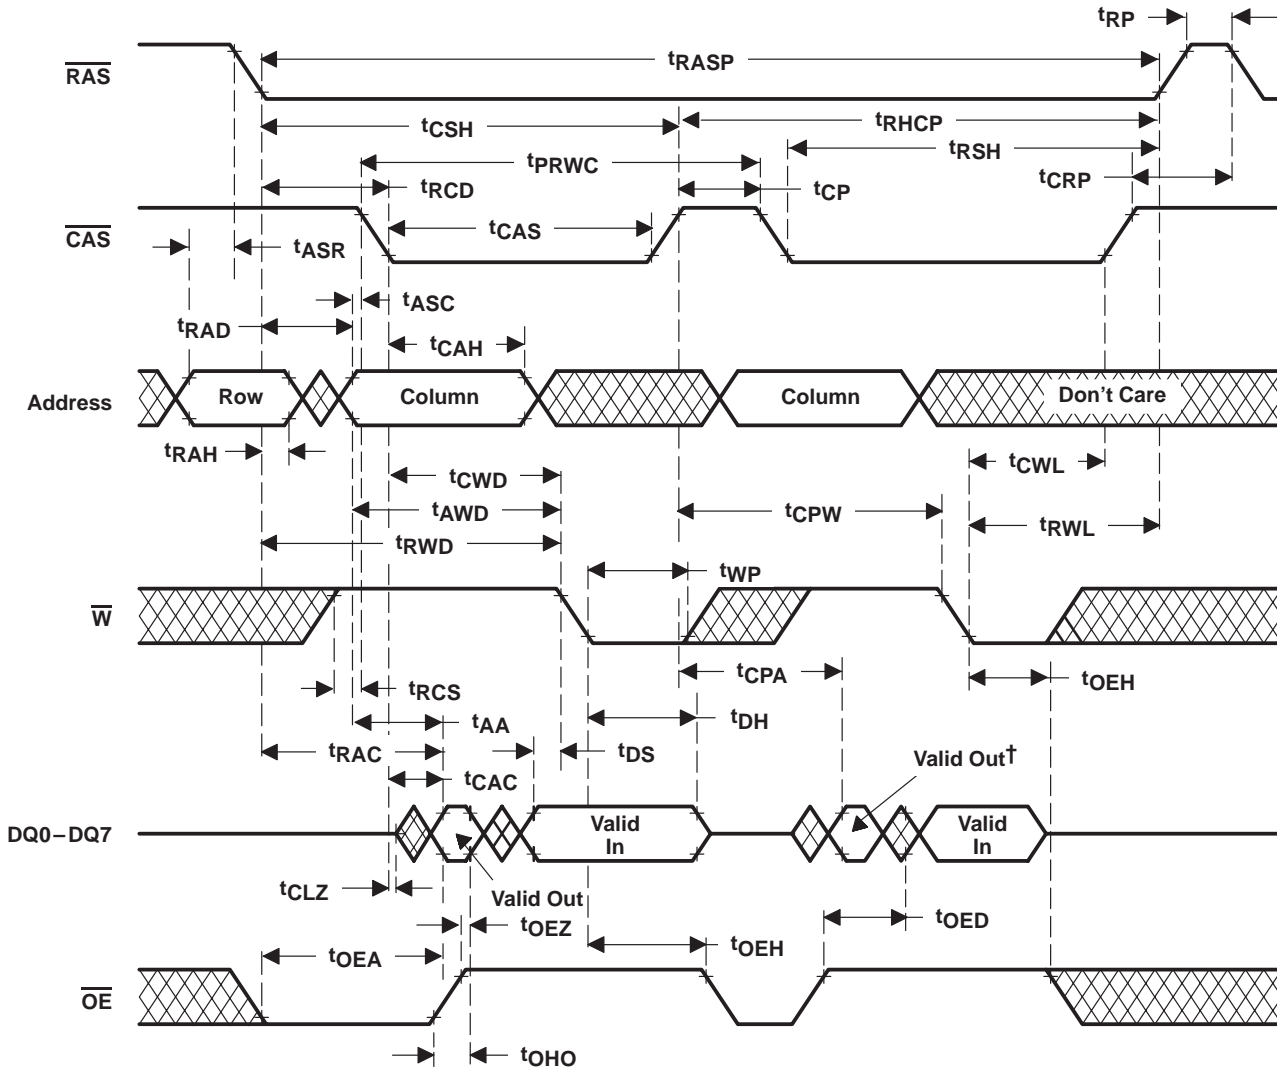 tRP
RAS
tRASP
tCSH
tRHCP
tPRWC
tRSH
tRCD
tCP
tCRP
CAS
tCAS
tASR
tASC
tRAD
tCAH
Address
Row
Column
Column
Don't Care
tRAH
tCWD
tCWL
tAWD
tCPW
tRWD
tRWL
tWP
W
tRCS
tCPA
tOEH
tAA
tDH
tRAC
tDS
tCAC
Valid Out†
DQ0–DQ7
Valid
In
Valid
In
tCLZ
Valid Out
tOEZ
tOED
tOEA
tOEH
OE
tOHO